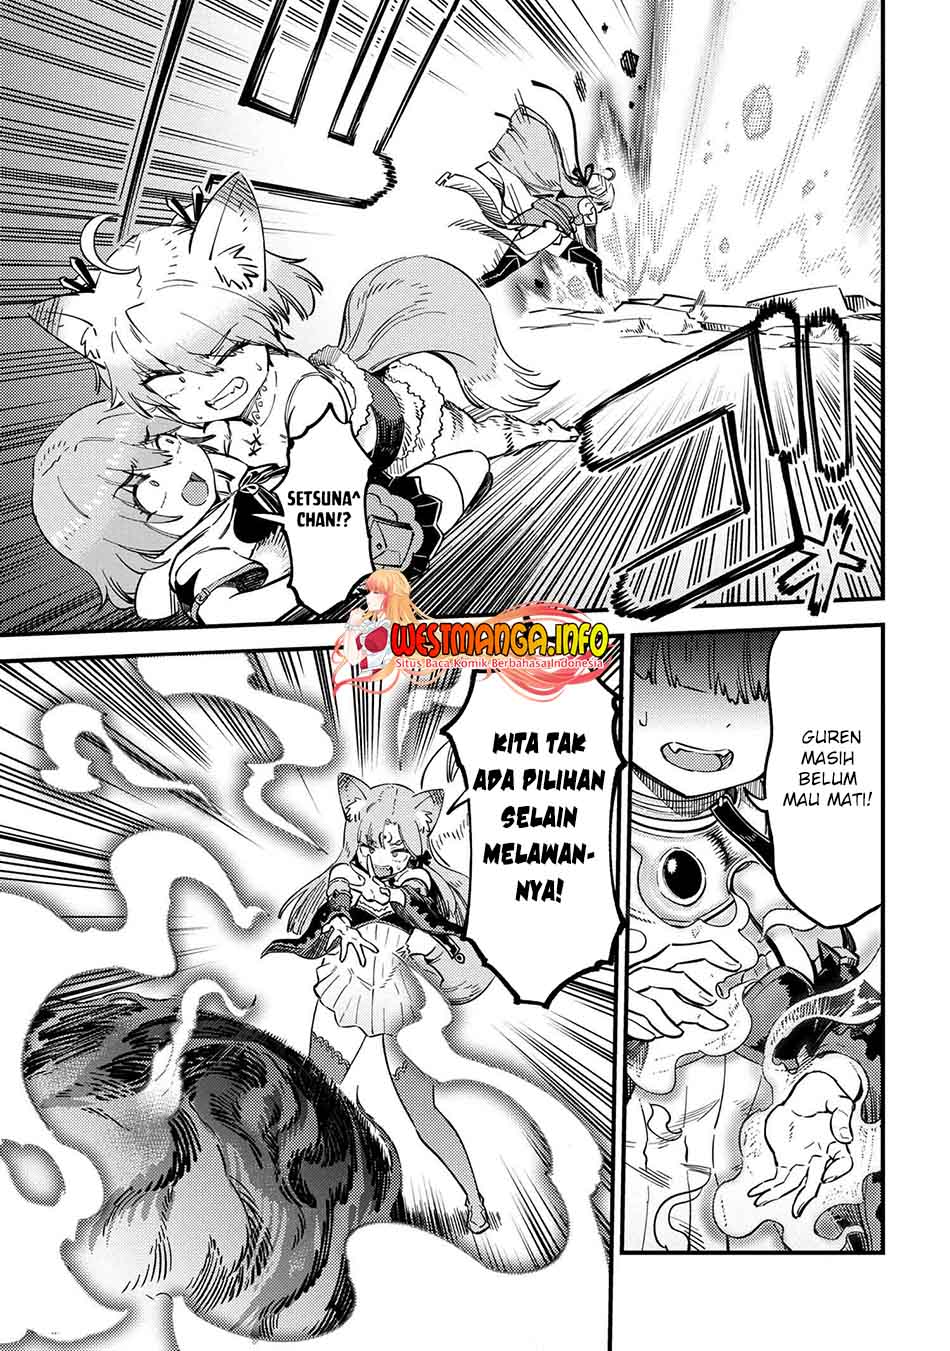 SETSUNA^
CHAN!?
WESTMANGA.INFO
Situs Baca Komik Berbahasa Indonesia
GUREN
MASIH
BELUM
MAU MATI!
KITA TAK
ADA PILIHAN
SELAIN
MELAWAN-
NYA!